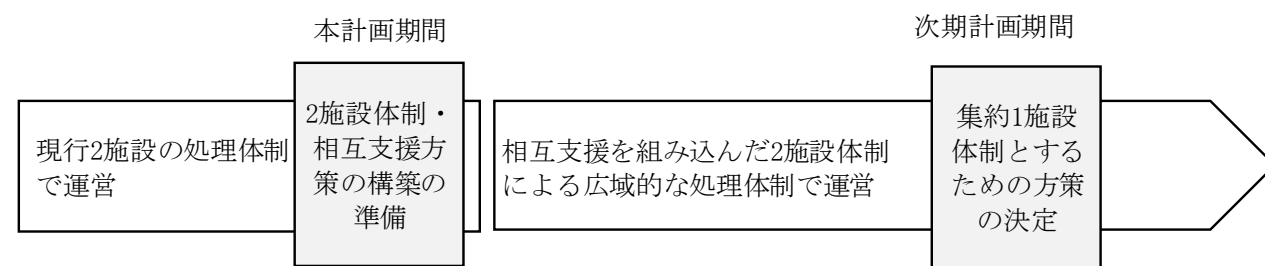 本計画期間
次期計画期間
現行2施設の処理体制
で運営
2施設体制・
相互支援方
策の構築の
準備
相互支援を組み込んだ2施設体制
による広域的な処理体制で運営
集約1施設
体制とする
ための方策
の決定